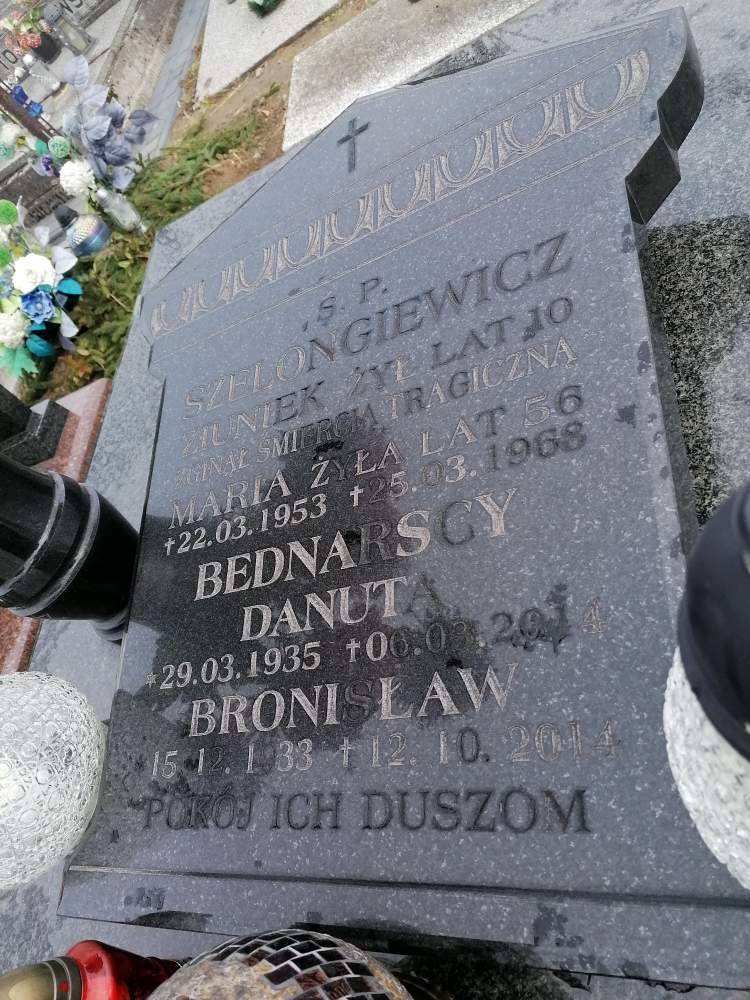 Ś. P.
SZELONGIEWICZ
ZIUNIEK ŻYŁ LAT 10
ZGINĄŁ ŚMIERCIĄ TRAGICZNĄ
MARIA ŻYŁA LAT 56
†22.03.1953 †25.03.1968
BEDNARSCY
DANUTA
*29.03.1935 †06.03.2014
BRONISŁAW
15.12.1933 †12.10.2014
POKÓJ ICH DUSZOM